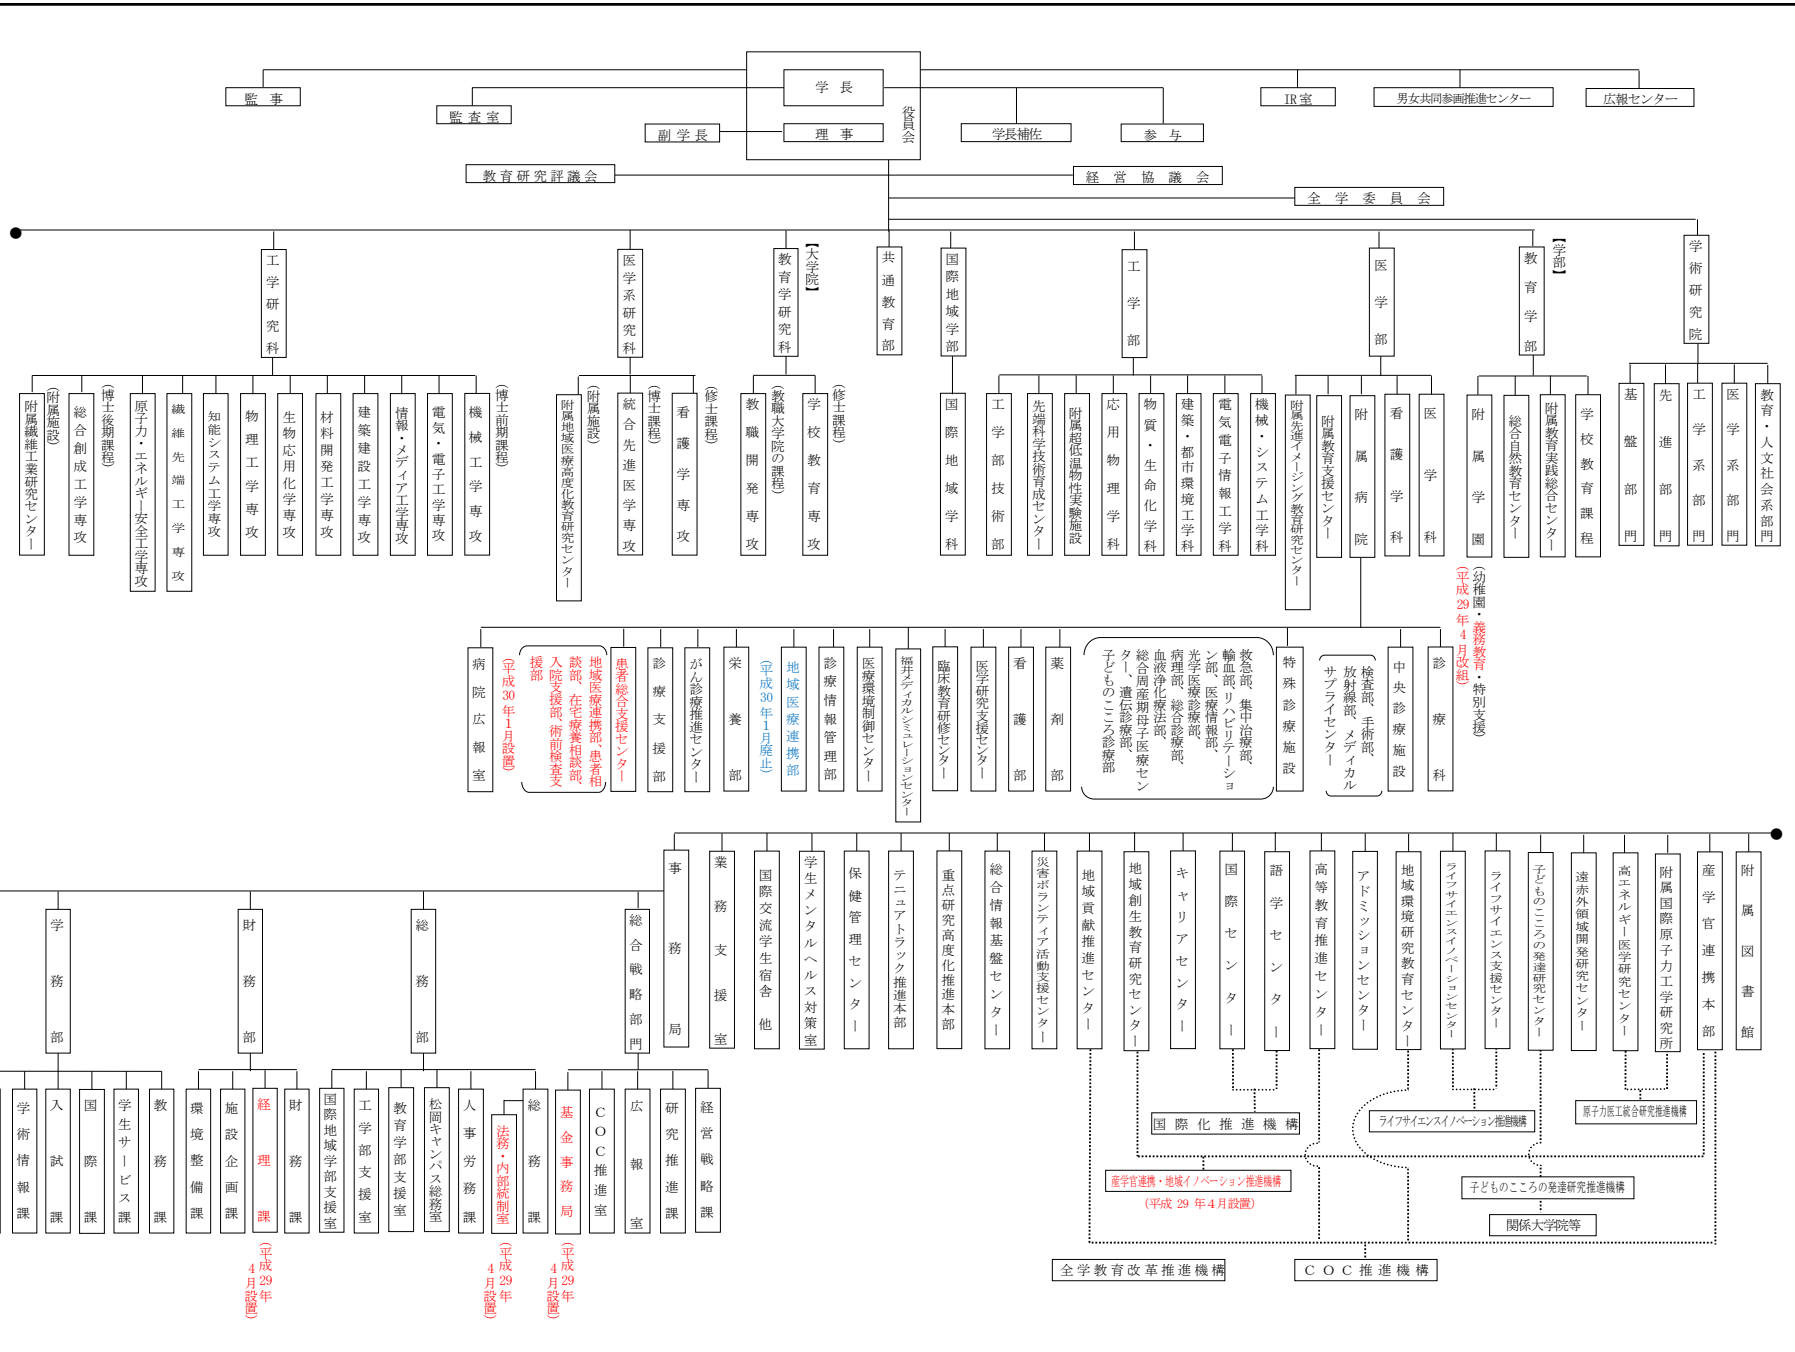 学長
理事
役員会
監事
監査室
副学長
学長補佐
参与
IR室
男女共同参画推進センター
広報センター
教育研究評議会
経営協議会
全学委員会
学術研究院
教育・人文社会系部門
医学系部門
工学系部門
先進部門
基盤部門
【学部】
教育学部
学校教育課程
附属教育実践総合センター
総合自然教育センター
附属学園
(幼稚園・義務教育・特別支援)
(平成29年4月改組)
医学部
医学科
看護学科
附属病院
附属教育支援センター
附属先進イメージング教育研究センター
工学部
機械・システム工学科
電気電子情報工学科
建築・都市環境工学科
物質・生命化学科
応用物理学科
附属超低温物性実験施設
先端科学技術育成センター
工学部技術部
国際地域学部
国際地域学科
共通教育部
【大学院】
教育学研究科
(修士課程)
学校教育専攻
(教職大学院の課程)
教職開発専攻
医学系研究科
(修士課程)
看護学専攻
(博士課程)
統合先進医学専攻
(附属施設)
附属地域医療高度化教育研究センター
工学研究科
(博士前期課程)
機械工学専攻
電気・電子工学専攻
情報・メディア工学専攻
建築建設工学専攻
材料開発工学専攻
生物応用化学専攻
物理工学専攻
知能システム工学専攻
繊維先端工学専攻
原子力・エネルギー安全工学専攻
(博士後期課程)
総合創成工学専攻
(附属施設)
附属繊維工業研究センター
診療科
中央診療施設
検査部、手術部、
放射線部、メディカル
サプライセンター
特殊診療施設
救急部、集中治療部、
輸血部、リハビリテーショ
ン部、医療情報部、
光学医療診療部、
病理部、総合診療部、
血液浄化療法部、
総合周産期母子医療セン
ター、遺伝診療部、
子どものこころ診療部
薬剤部
看護部
医学研究支援センター
臨床教育研修センター
福井メディカルシミュレーションセンター
医療環境制御センター
診療情報管理部
地域医療連携部
(平成30年1月廃止)
栄養部
がん診療推進センター
診療支援部
患者総合支援センター
地域医療連携部、患者相
談部、在宅療養相談部、
入院支援部、術前検査支
援部
(平成30年1月設置)
病院広報室
附属図書館
産学官連携本部
附属国際原子力工学研究所
高エネルギー医学研究センター
遠赤外領域開発研究センター
子どものこころの発達研究センター
ライフサイエンス支援センター
ライフサイエンスイノベーションセンター
地域環境研究教育センター
アドミッションセンター
高等教育推進センター
語学センター
国際センター
キャリアセンター
地域創生教育研究センター
地域貢献推進センター
災害ボランティア活動支援センター
総合情報基盤センター
重点研究高度化推進本部
テニュアトラック推進本部
保健管理センター
学生メンタルヘルス対策室
国際交流学生宿舎 他
業務支援室
事務局
原子力医工統合研究推進機構
ライフサイエンスイノベーション推進機構
国際化推進機構
産学官連携・地域イノベーション推進機構
(平成 29 年4月設置)
子どものこころの発達研究推進機構
関係大学院等
全学教育改革推進機構
COC推進機構
総合戦略部門
経営戦略課
研究推進課
広報室
COC推進室
基金事務局
(平成29年
4月設置)
総務部
総務課
法務・内部統制室
(平成29年
4月設置)
人事労務課
松岡キャンパス総務室
教育学部支援室
工学部支援室
国際地域学部支援室
財務部
財務課
経理課
(平成29年
4月設置)
施設企画課
環境整備課
学務部
教務課
学生サービス課
国際課
入試課
学術情報課